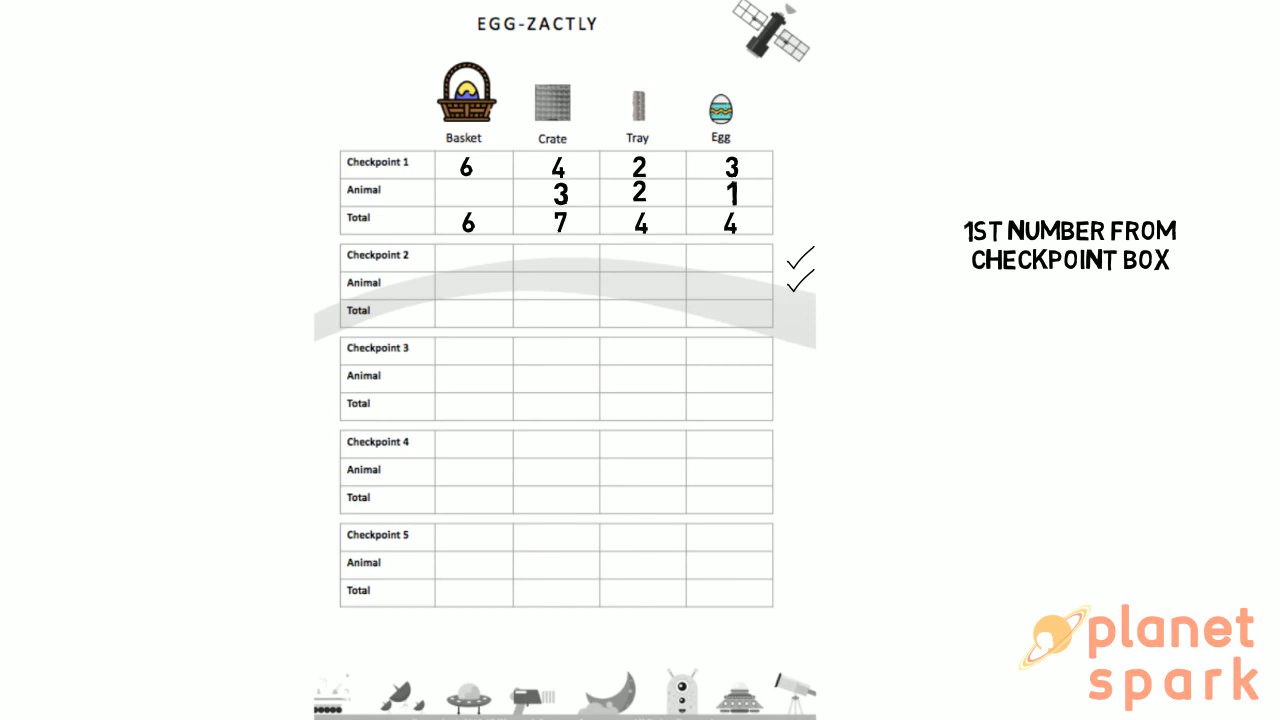 EGG-ZACTLY
Basket Crate Tray Egg
Checkpoint 1 6 4 2 3
Animal 3 2 1
Total 6 7 4 4
1ST NUMBER FROM
CHECKPOINT BOX
Checkpoint 2
Animal
Total
Checkpoint 3
Animal
Total
Checkpoint 4
Animal
Total
Checkpoint 5
Animal
Total
planet
spark